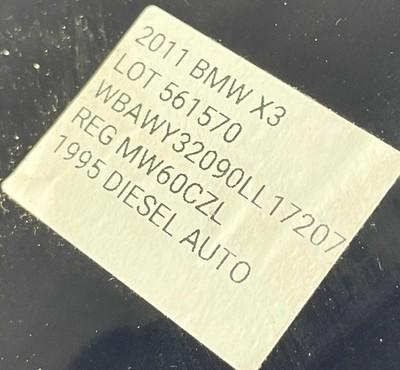 2011 BMW X3
LOT 561570
WBAWY32090LL17207
REG MW60CZL
1995 DIESEL AUTO